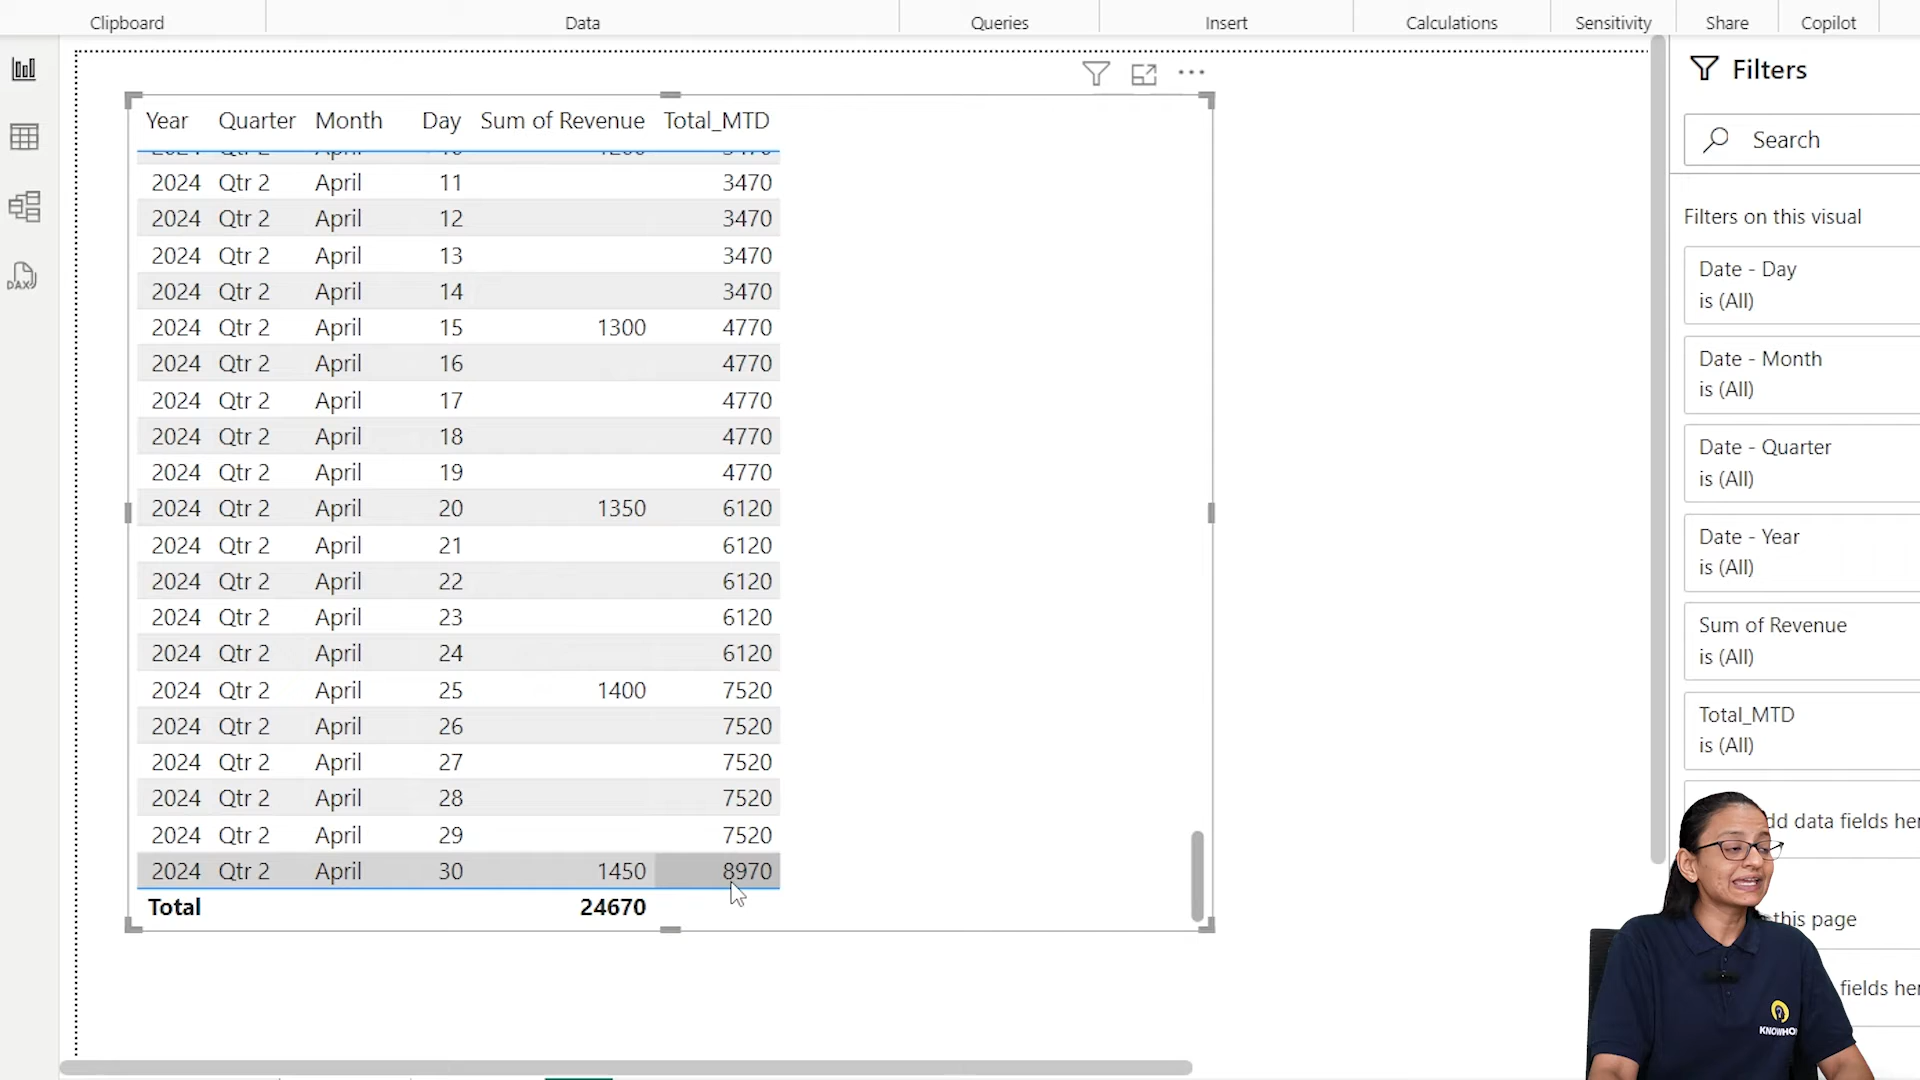 Clipboard Data Queries Insert Calculations Sensitivity Share Copilot
Filters
Search
Filters on this visual
Date - Day
is (All)
Date - Month
is (All)
Date - Quarter
is (All)
Date - Year
is (All)
Sum of Revenue
is (All)
Total_MTD
is (All)
dd data fields her
this page
fields her
DAX
Year Quarter Month Day Sum of Revenue Total_MTD
2024 Qtr 2 April 11 3470
2024 Qtr 2 April 12 3470
2024 Qtr 2 April 13 3470
2024 Qtr 2 April 14 3470
2024 Qtr 2 April 15 1300 4770
2024 Qtr 2 April 16 4770
2024 Qtr 2 April 17 4770
2024 Qtr 2 April 18 4770
2024 Qtr 2 April 19 4770
2024 Qtr 2 April 20 1350 6120
2024 Qtr 2 April 21 6120
2024 Qtr 2 April 22 6120
2024 Qtr 2 April 23 6120
2024 Qtr 2 April 24 6120
2024 Qtr 2 April 25 1400 7520
2024 Qtr 2 April 26 7520
2024 Qtr 2 April 27 7520
2024 Qtr 2 April 28 7520
2024 Qtr 2 April 29 7520
2024 Qtr 2 April 30 1450 8970
Total 24670